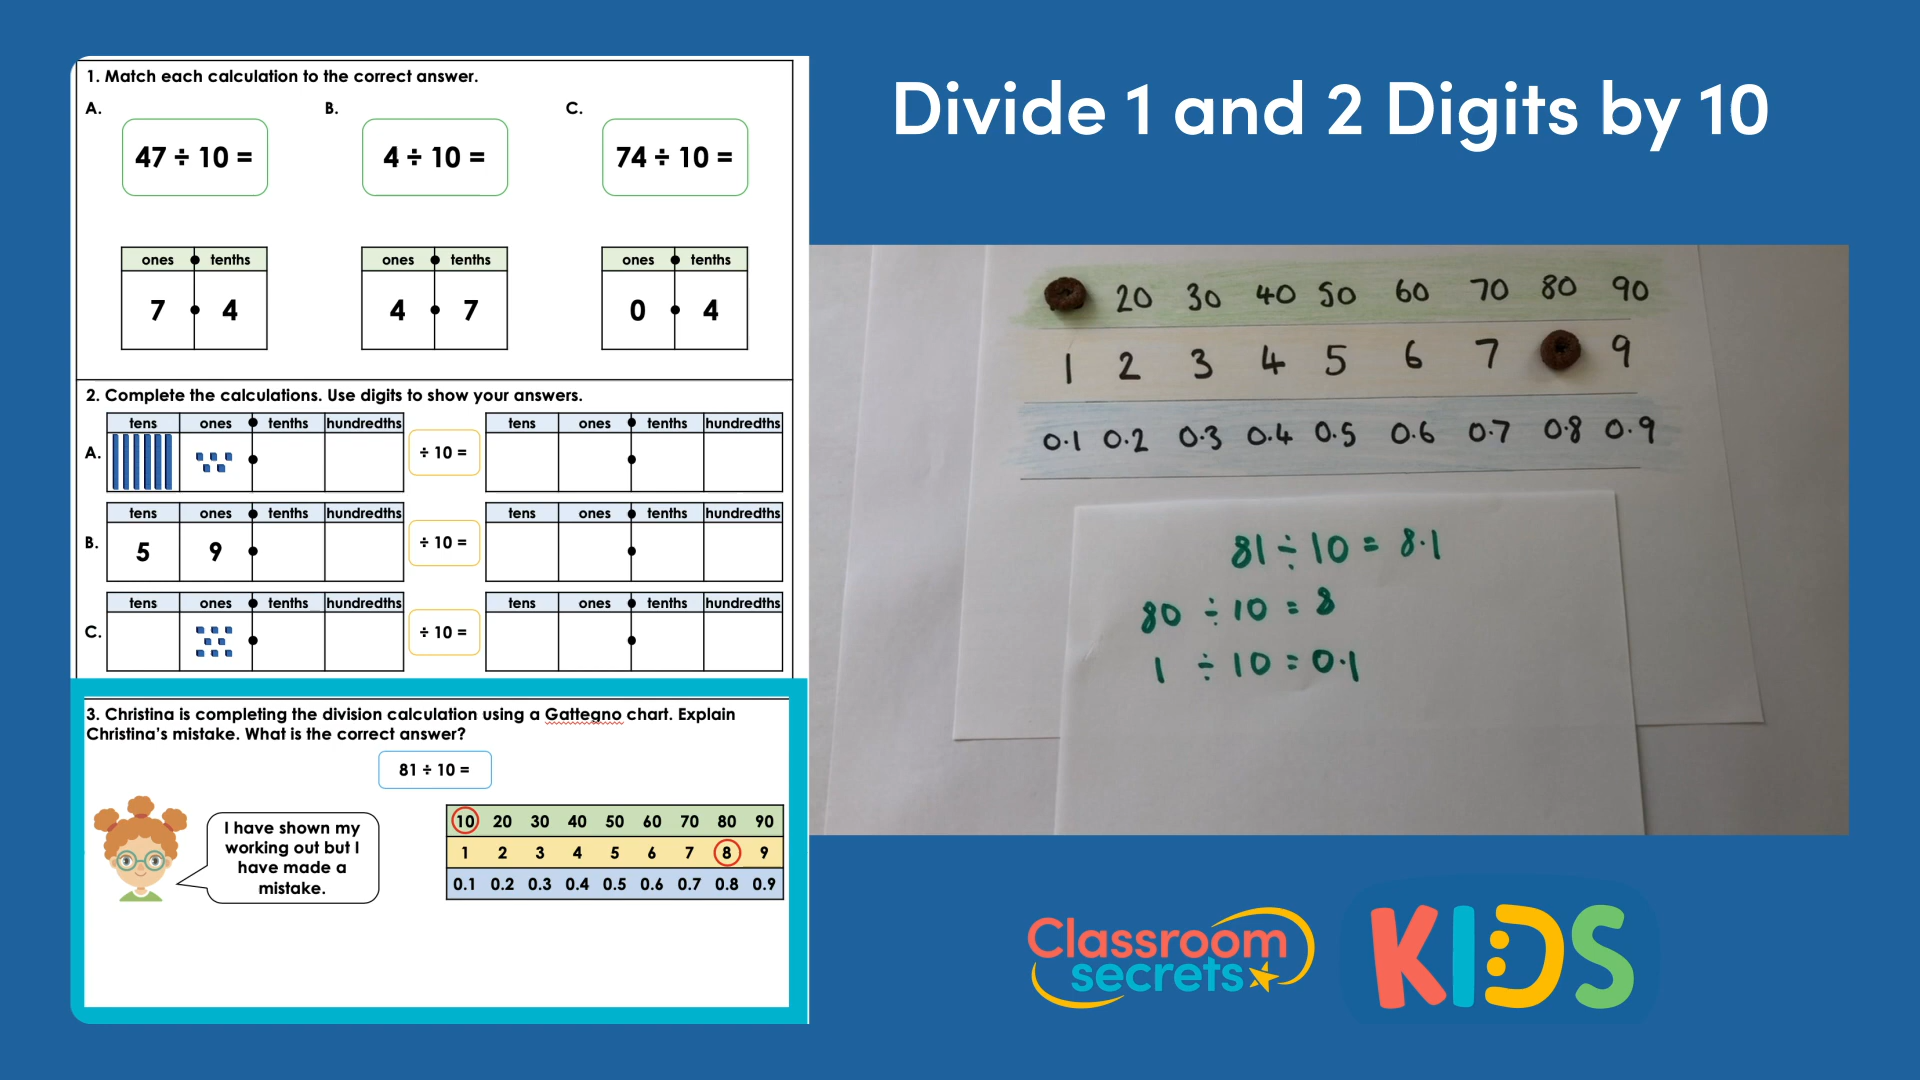 Divide 1 and 2 Digits by 10
1. Match each calculation to the correct answer.
A. B. C.
47 ÷ 10 = 4 ÷ 10 = 74 ÷ 10 =
ones tenths ones tenths ones tenths
7 4 4 7 0 4
2. Complete the calculations. Use digits to show your answers.
tens ones tenths hundredths tens ones tenths hundredths
A. ÷ 10 =
tens ones tenths hundredths tens ones tenths hundredths
B. 5 9 ÷ 10 =
tens ones tenths hundredths tens ones tenths hundredths
C. ÷ 10 =
3. Christina is completing the division calculation using a Gattegno chart. Explain
Christina's mistake. What is the correct answer?
81 ÷ 10 =
I have shown my
working out but I
have made a
mistake.
10 20 30 40 50 60 70 80 90
1 2 3 4 5 6 7 8 9
0.1 0.2 0.3 0.4 0.5 0.6 0.7 0.8 0.9
20 30 40 50 60 70 80 90
1 2 3 4 5 6 7 9
0.1 0.2 0.3 0.4 0.5 0.6 0.7 0.8 0.9
81 ÷ 10 = 8.1
80 ÷ 10 = 8
1 ÷ 10 = 0.1
Classroom
secrets
KIDS